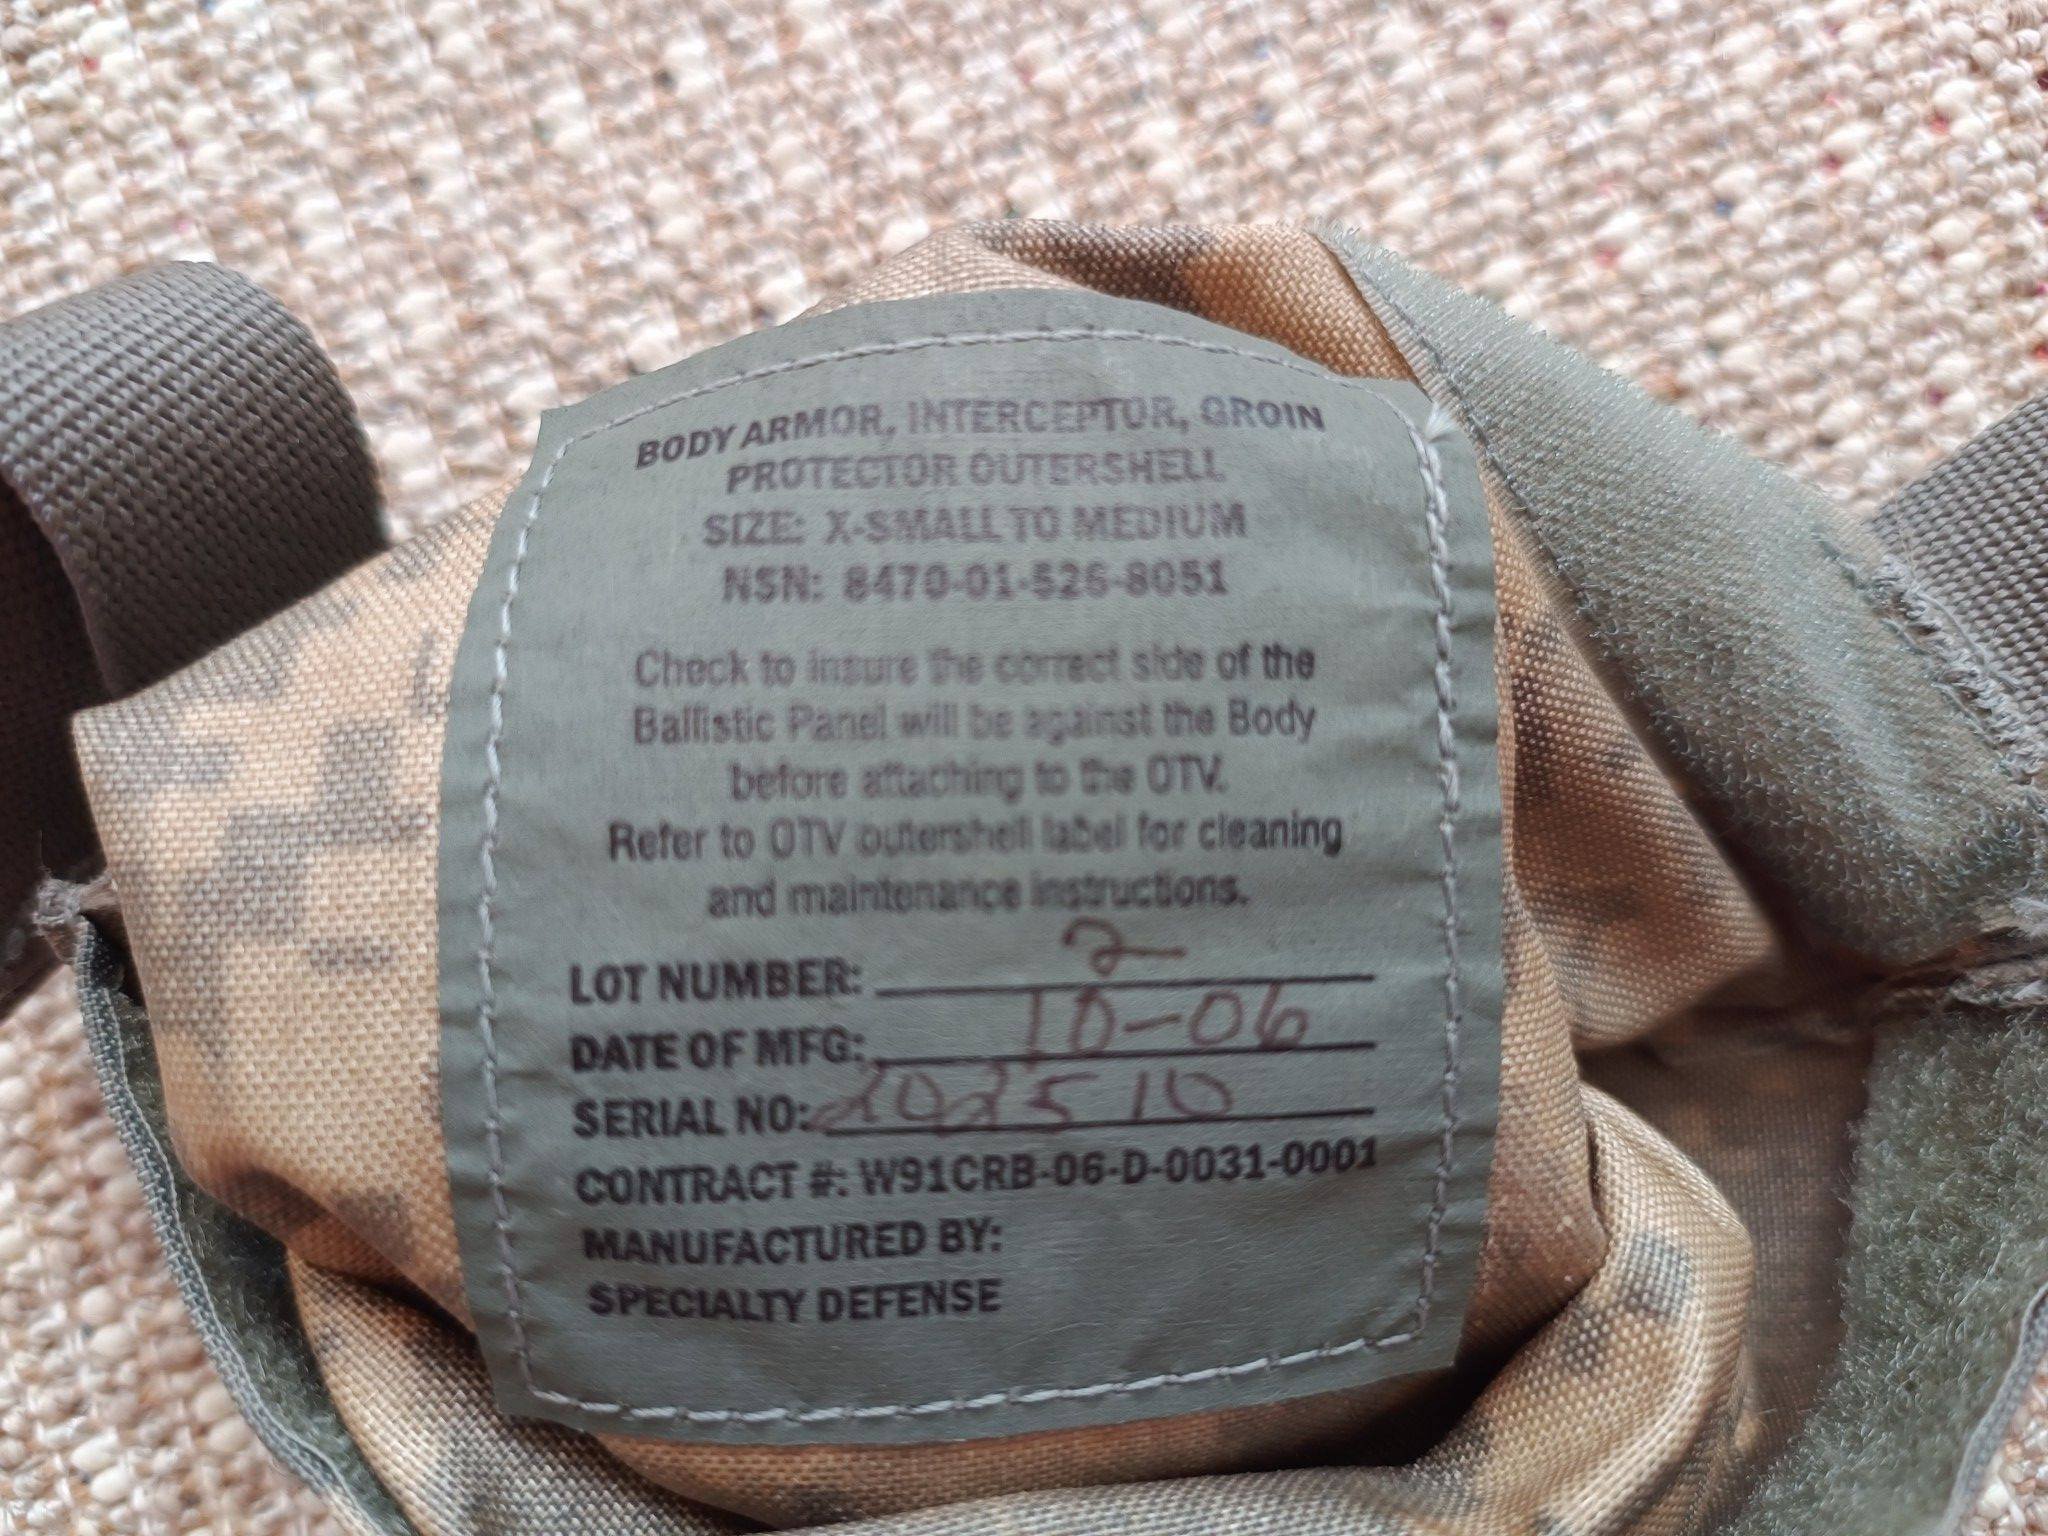 BODY ARMOR, INTERCEPTOR, GROIN
PROTECTOR OUTERSHELL
SIZE: X-SMALL TO MEDIUM
NSN: 8470-01-526-8051
Check to insure the correct side of the
Ballistic Panel will be against the Body
before attaching to the OTV.
Refer to OTV outershell label for cleaning
and maintenance instructions.
LOT NUMBER: 2
DATE OF MFG: 10-06
SERIAL NO: 202510
CONTRACT #: W91CRB-06-D-0031-0001
MANUFACTURED BY:
SPECIALTY DEFENSE